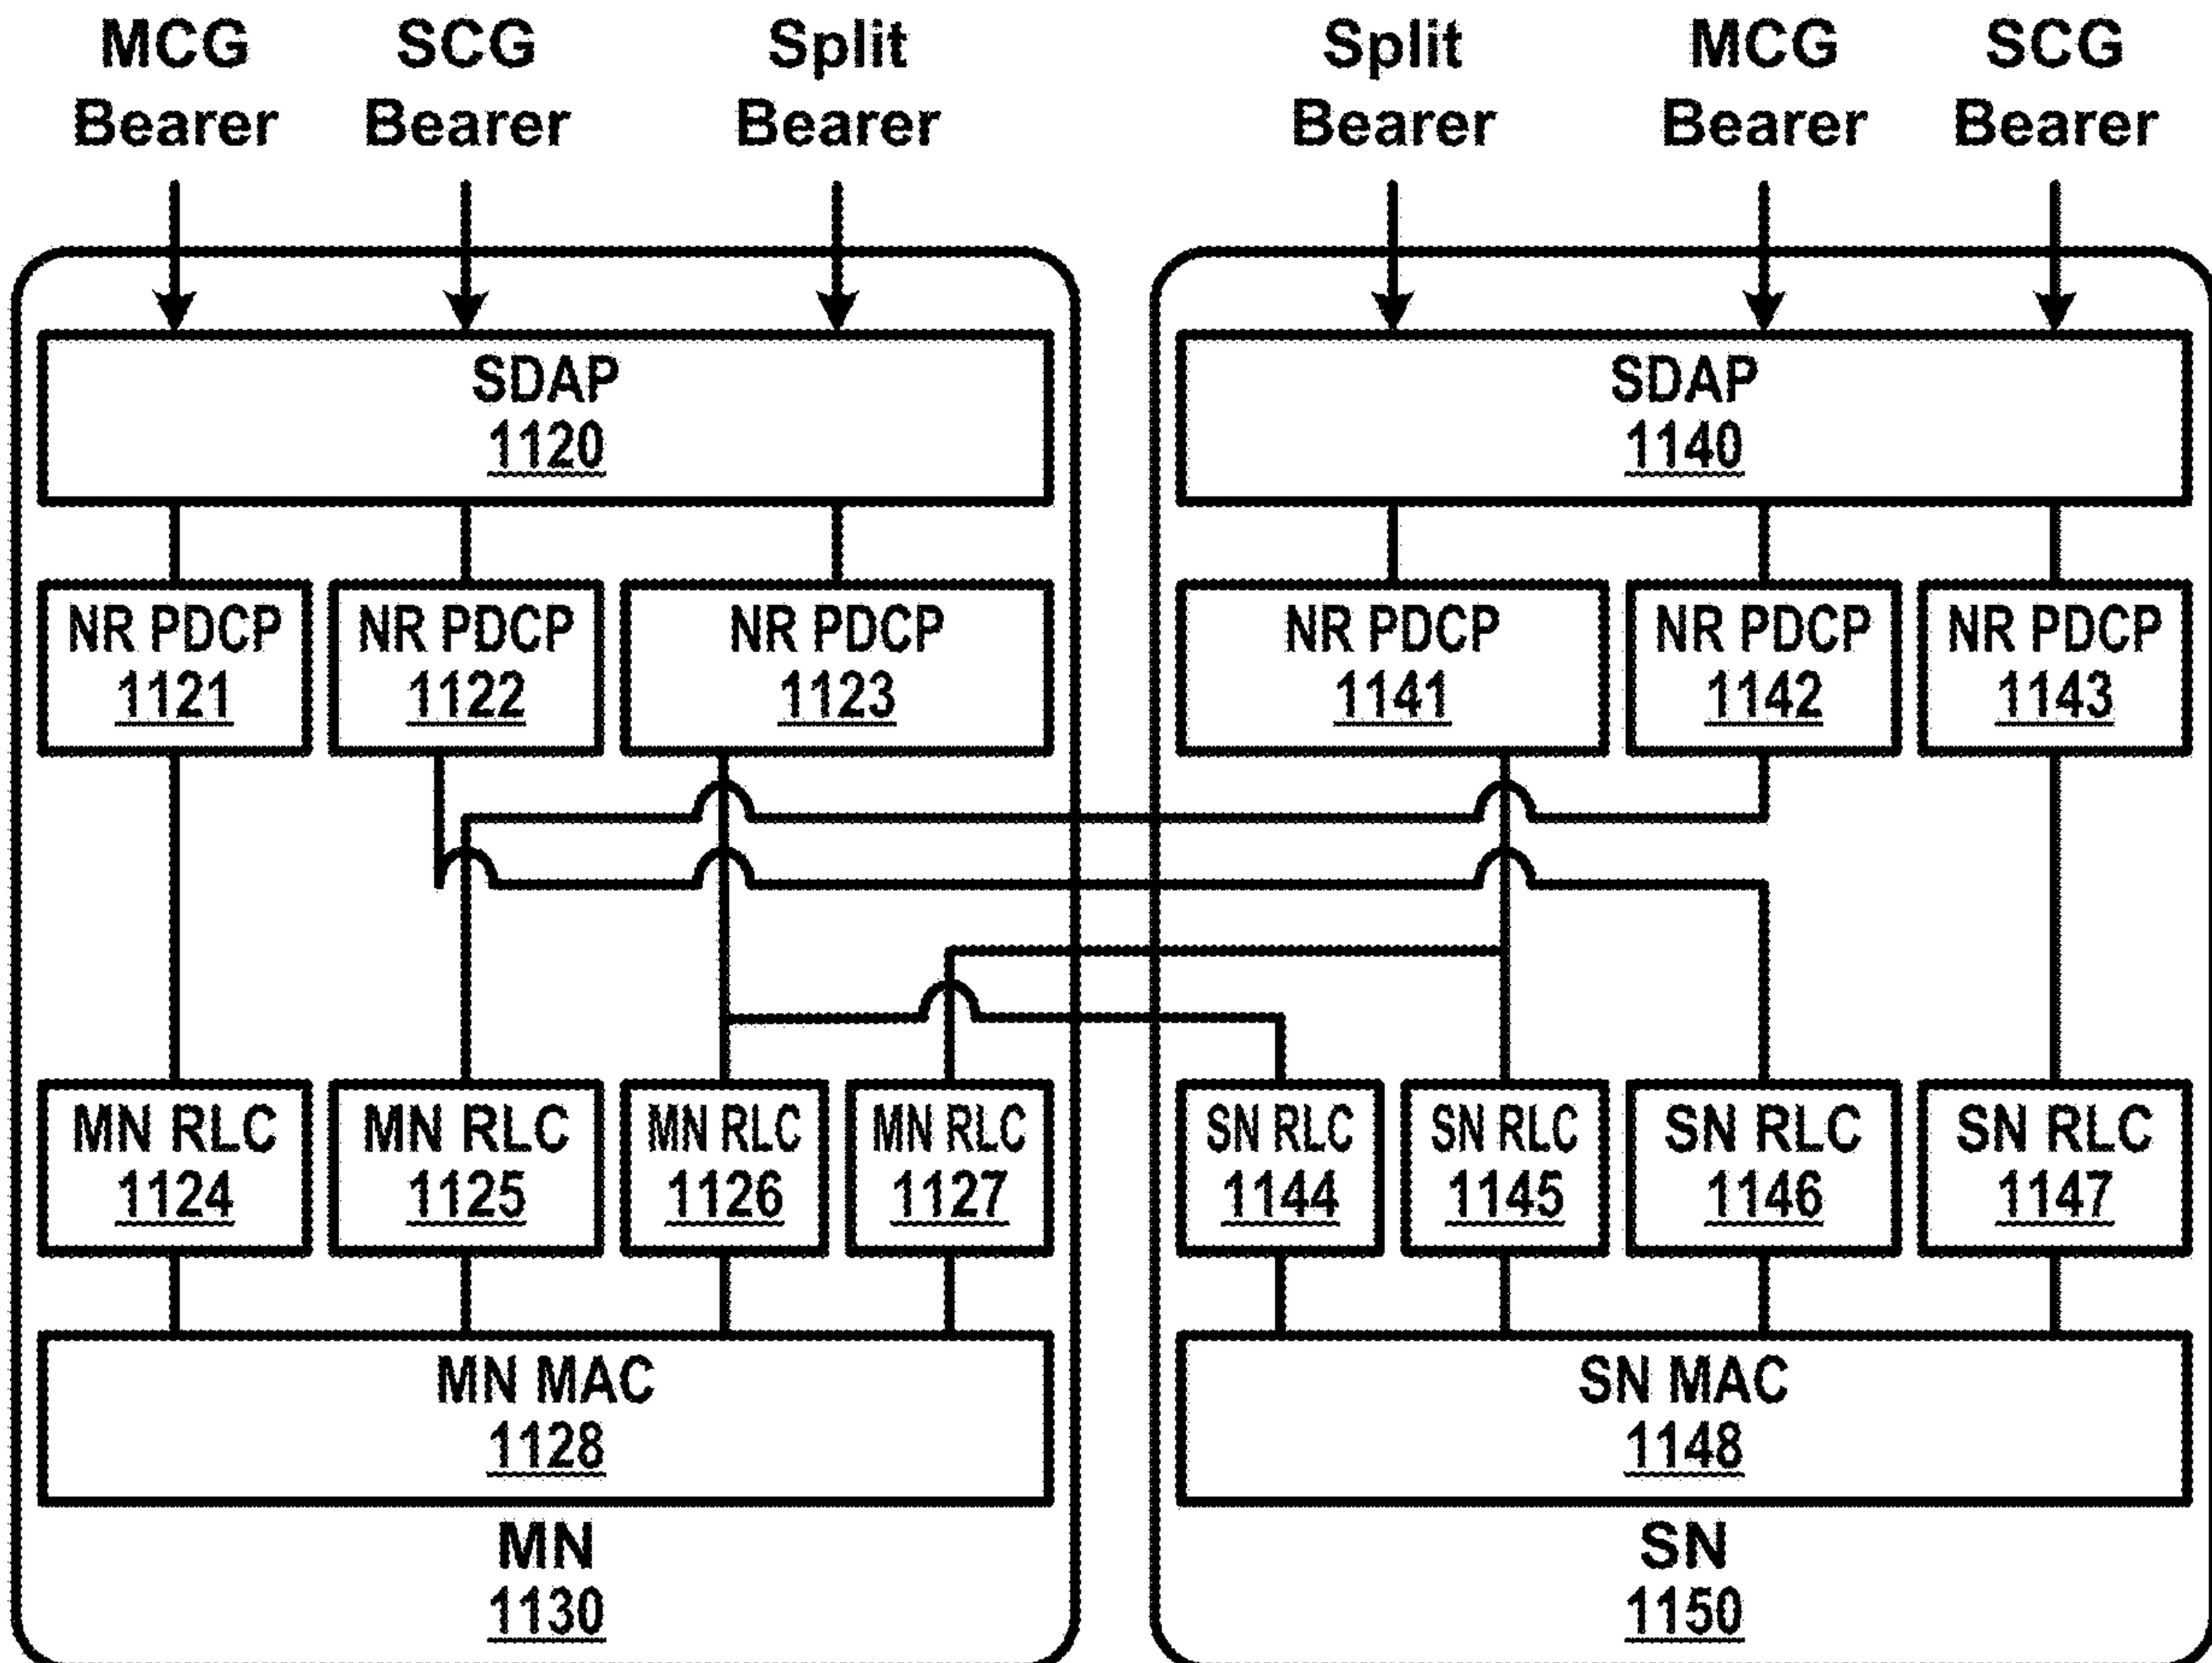 MCG
Bearer
SCG
Bearer
Split
Bearer
Split
Bearer
MCG
Bearer
SCG
Bearer
SDAP
1120
SDAP
1140
NR PDCP
1121
NR PDCP
1122
NR PDCP
1123
NR PDCP
1141
NR PDCP
1142
NR PDCP
1143
MN RLC
1124
MN RLC
1125
MN RLC
1126
MN RLC
1127
SN RLC
1144
SN RLC
1145
SN RLC
1146
SN RLC
1147
MN MAC
1128
SN MAC
1148
MN
1130
SN
1150